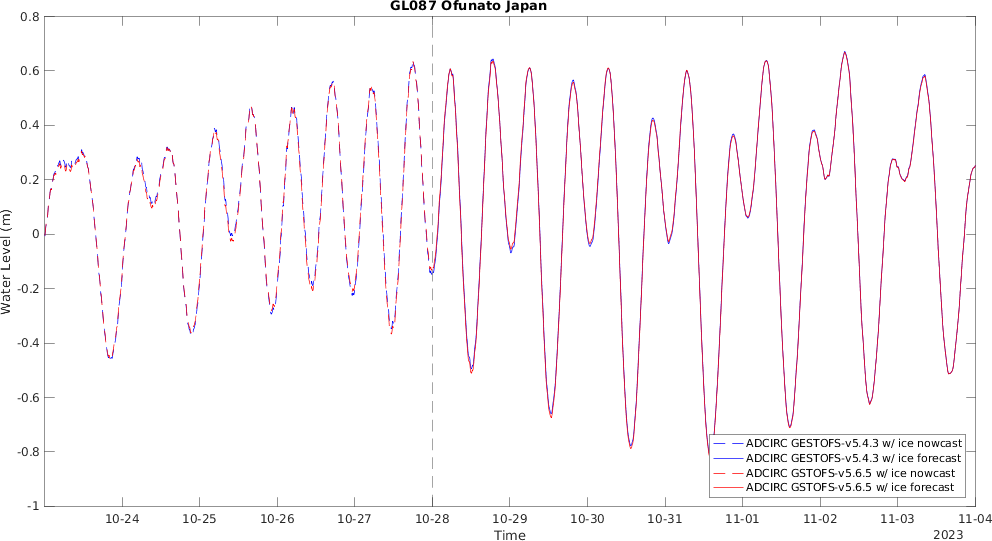 GL087 Ofunato Japan
0.8
0.6
0.4
0.2
0
-0.2
-0.4
-0.6
-0.8
-1
Water Level (m)
ADCIRC GESTOFS-v5.4.3 w/ ice nowcast
ADCIRC GESTOFS-v5.4.3 w/ ice forecast
ADCIRC GSTOFS-v5.6.5 w/ ice nowcast
ADCIRC GSTOFS-v5.6.5 w/ ice forecast
10-24 10-25 10-26 10-27 10-28 10-29 10-30 10-31 11-01 11-02 11-03 11-04
Time
2023